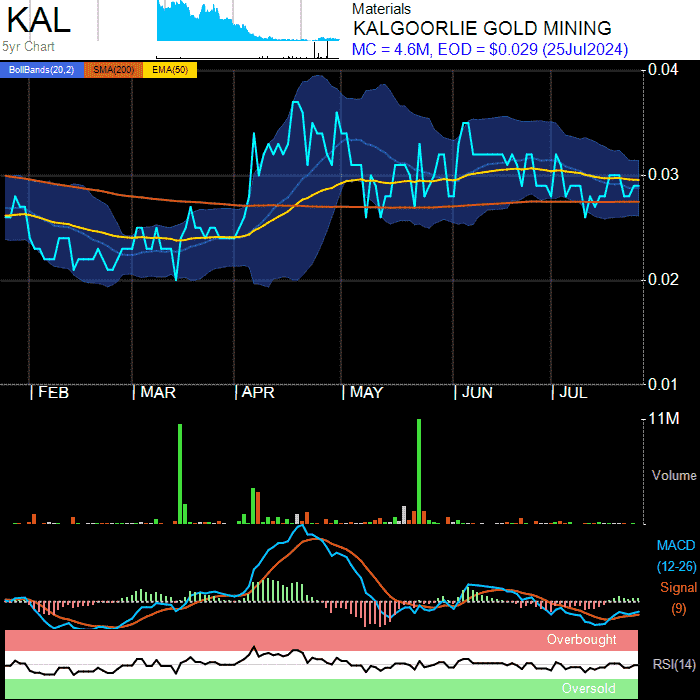 KAL
5yr Chart
Materials
KALGOORLIE GOLD MINING
MC = 4.6M, EOD = $0.029 (25Jul2024)
BollBands(20,2) SMA(200) EMA(50)
0.04
0.03
0.02
0.01
FEB MAR APR MAY JUN JUL
11M
Volume
MACD
(12-26)
Signal
(9)
Overbought
RSI(14)
Oversold